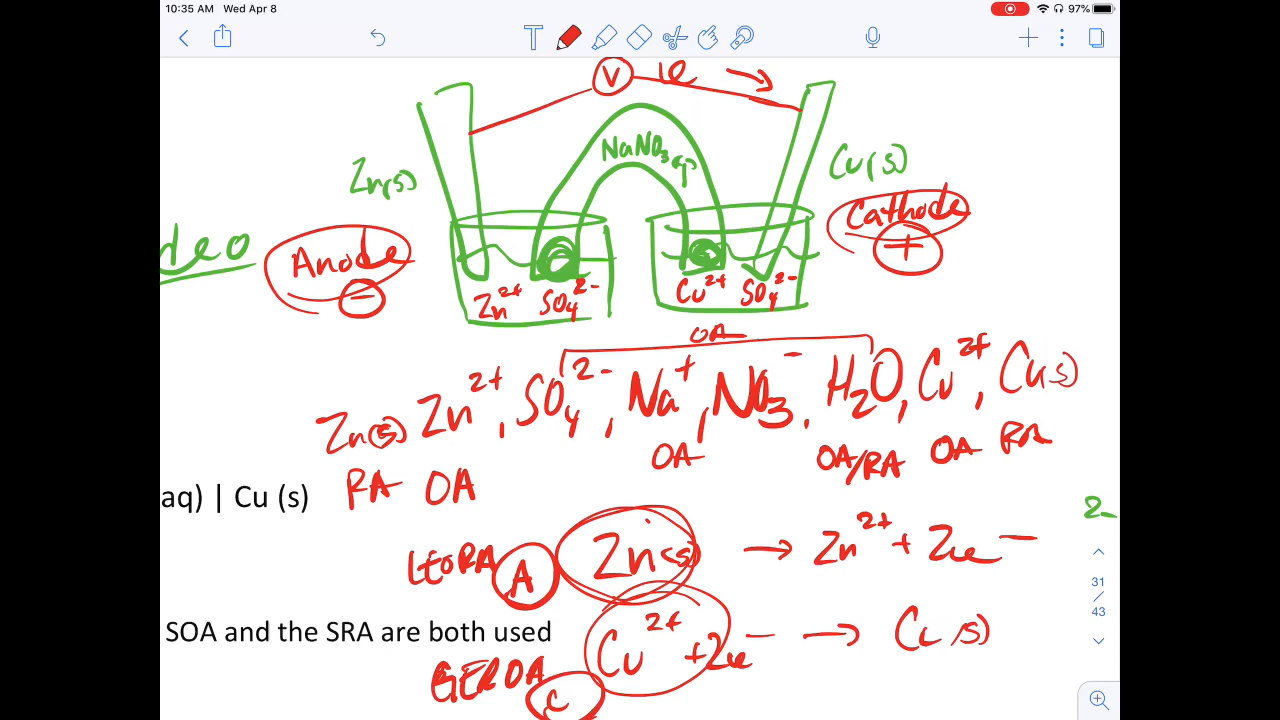 10:35 AM Wed Apr 8
97%
T
V
1e⁻ →
NaNO₃(aq)
Zn(s)
Cu(s)
deo
Anode
−
Cathode
+
Zn²⁺ SO₄²⁻
Cu²⁺ SO₄²⁻
OA
Zn(s) Zn²⁺, SO₄²⁻, Na⁺, NO₃⁻, H₂O, Cu²⁺, Cu(s)
RA OA OA OA/RA OA RA
aq) | Cu (s)
2-
LEORA A Zn(s) → Zn²⁺ + 2e⁻
31
/
43
SOA and the SRA are both used
GEROA C Cu²⁺ + 2e⁻ → Cu(s)